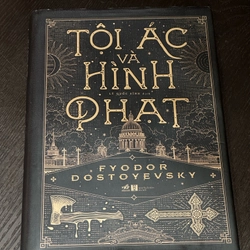 TỘI ÁC
VÀ
HÌNH
PHẠT
FYODOR
DOSTOYEVSKY